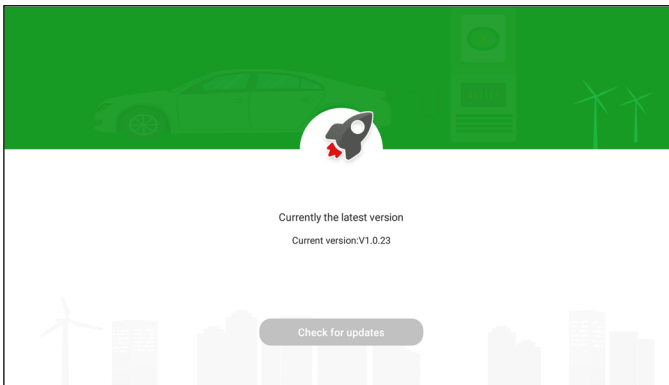 Currently the latest version
Current version:V1.0.23
Check for updates